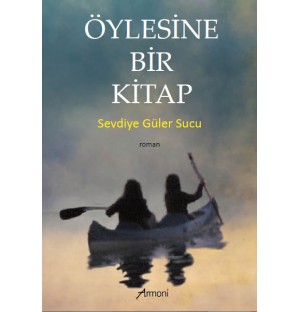 ÖYLESİNE
BİR
KİTAP
Sevdiye Güler Sucu
roman
Armoni